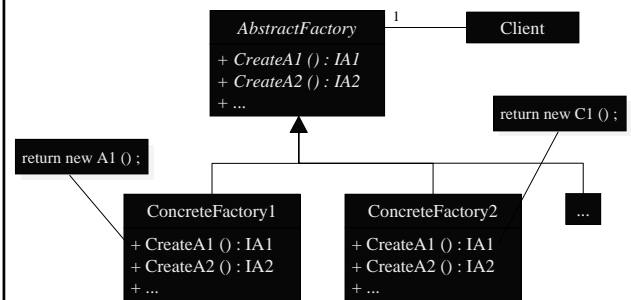 AbstractFactory
+ CreateA1 () : IA1
+ CreateA2 () : IA2
+ ...
1
Client
return new A1 () ;
return new C1 () ;
ConcreteFactory1
+ CreateA1 () : IA1
+ CreateA2 () : IA2
+ ...
ConcreteFactory2
+ CreateA1 () : IA1
+ CreateA2 () : IA2
+ ...
...